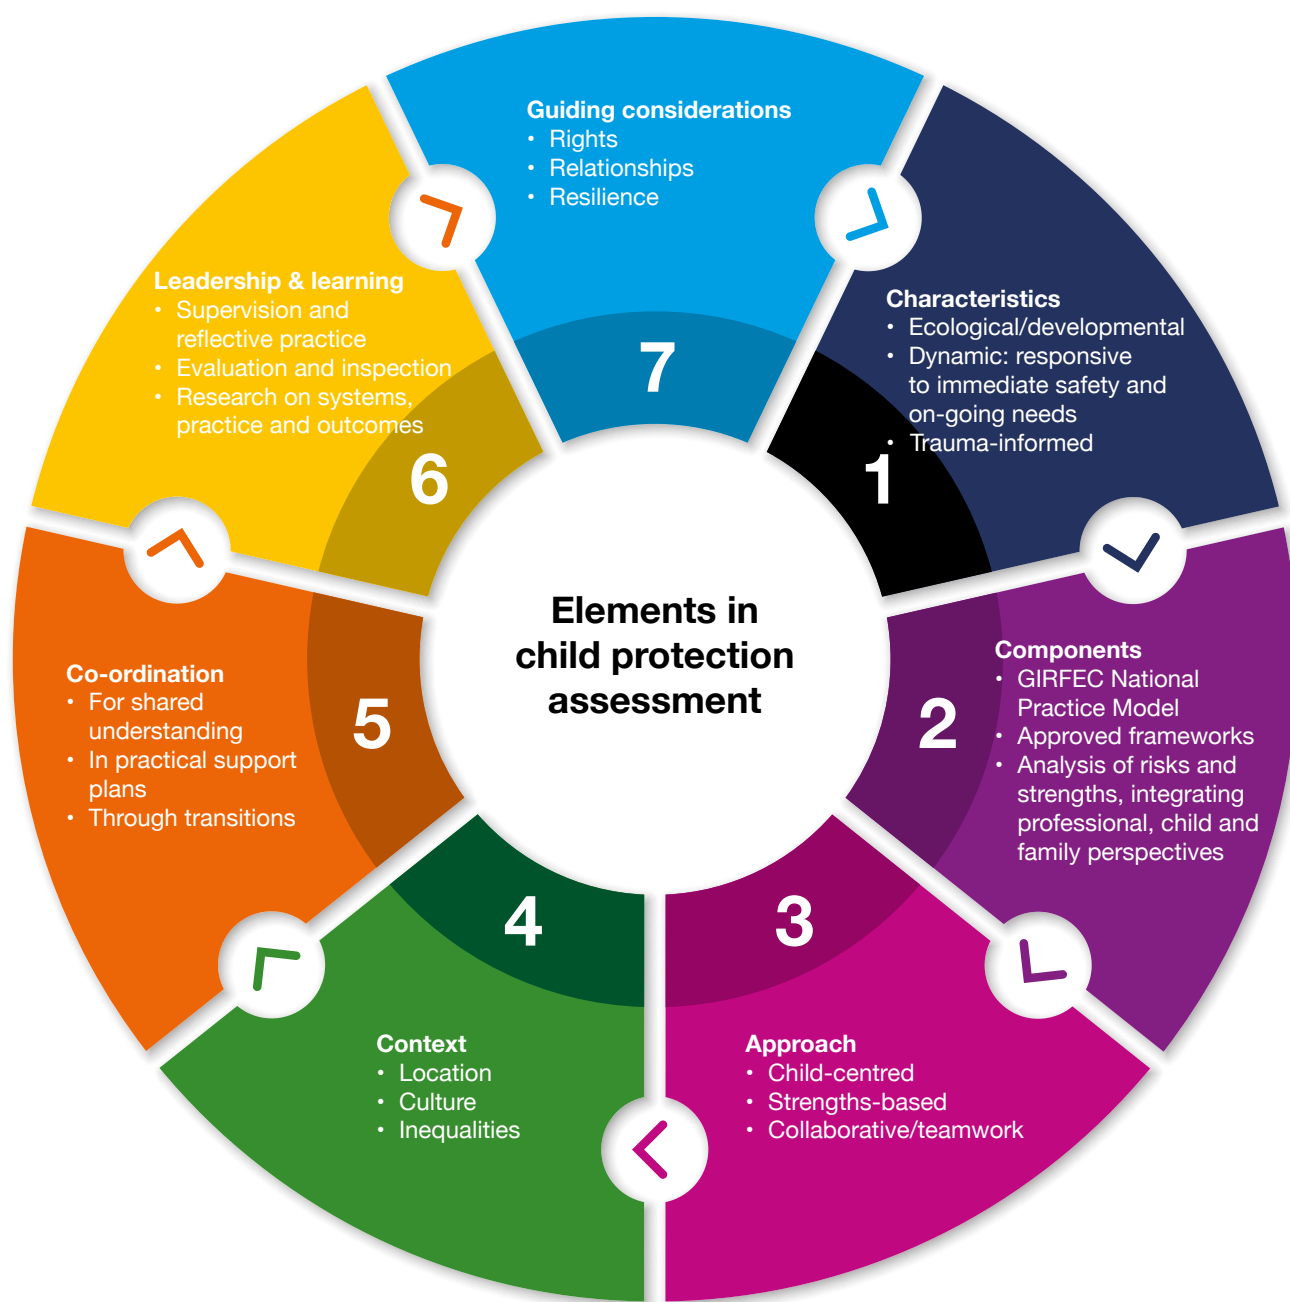 Guiding considerations
• Rights
• Relationships
• Resilience
7
Characteristics
• Ecological/developmental
• Dynamic: responsive
to immediate safety and
on-going needs
• Trauma-informed
1
Components
• GIRFEC National
Practice Model
• Approved frameworks
• Analysis of risks and
strengths, integrating
professional, child and
family perspectives
2
Approach
• Child-centred
• Strengths-based
• Collaborative/teamwork
3
Context
• Location
• Culture
• Inequalities
4
Co-ordination
• For shared
understanding
• In practical support
plans
• Through transitions
5
Leadership & learning
• Supervision and
reflective practice
• Evaluation and inspection
• Research on systems,
practice and outcomes
6
Elements in
child protection
assessment